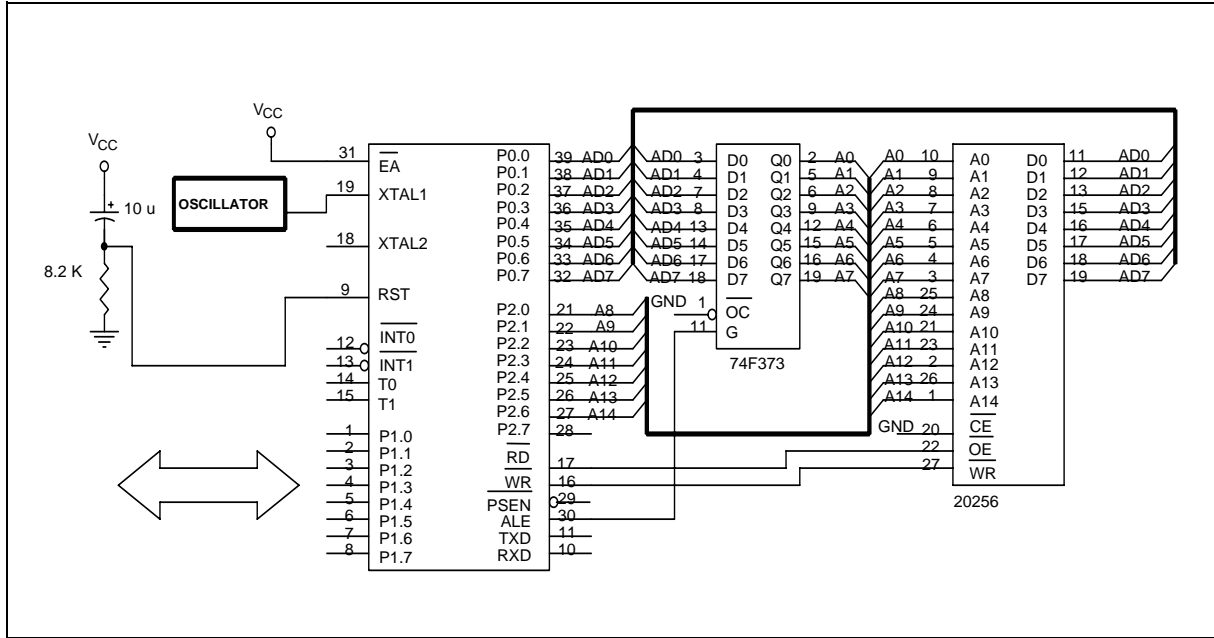 VCC
VCC
10 u
8.2 K
OSCILLATOR
31 EA
19 XTAL1
18 XTAL2
9 RST
12 INT0
13 INT1
14 T0
15 T1
1 P1.0
2 P1.1
3 P1.2
4 P1.3
5 P1.4
6 P1.5
7 P1.6
8 P1.7
P0.0 39 AD0
P0.1 38 AD1
P0.2 37 AD2
P0.3 36 AD3
P0.4 35 AD4
P0.5 34 AD5
P0.6 33 AD6
P0.7 32 AD7
P2.0 21 A8
P2.1 22 A9
P2.2 23 A10
P2.3 24 A11
P2.4 25 A12
P2.5 26 A13
P2.6 27 A14
P2.7 28
RD 17
WR 16
PSEN 29
ALE 30
TXD 11
RXD 10
AD0 3 D0 Q0 2 A0
AD1 4 D1 Q1 5 A1
AD2 7 D2 Q2 6 A2
AD3 8 D3 Q3 9 A3
AD4 13 D4 Q4 12 A4
AD5 14 D5 Q5 15 A5
AD6 17 D6 Q6 16 A6
AD7 18 D7 Q7 19 A7
GND 1 OC
11 G
74F373
A0 10 A0 D0 11 AD0
A1 9 A1 D1 12 AD1
A2 8 A2 D2 13 AD2
A3 7 A3 D3 15 AD3
A4 6 A4 D4 16 AD4
A5 5 A5 D5 17 AD5
A6 4 A6 D6 18 AD6
A7 3 A7 D7 19 AD7
A8 25 A8
A9 24 A9
A10 21 A10
A11 23 A11
A12 2 A12
A13 26 A13
A14 1 A14
GND 20 CE
22 OE
27 WR
20256